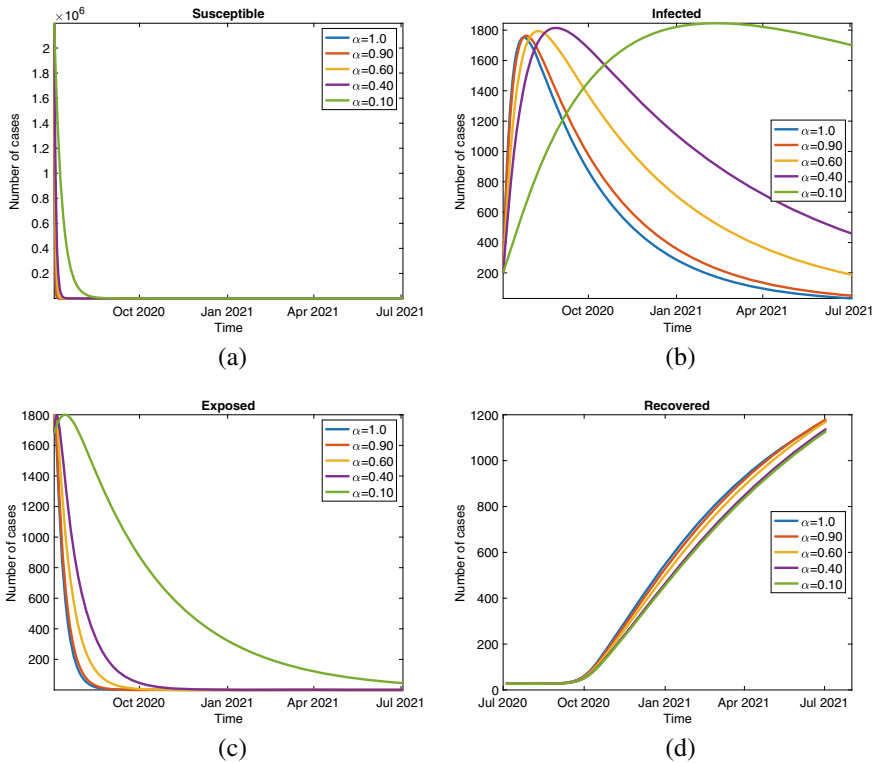 Susceptible
×10⁶
2
1.8
1.6
1.4
1.2
1
0.8
0.6
0.4
0.2
Number of cases
α=1.0
α=0.90
α=0.60
α=0.40
α=0.10
Oct 2020
Jan 2021
Apr 2021
Jul 2021
Time
(a)
Infected
1800
1600
1400
1200
1000
800
600
400
200
Number of cases
α=1.0
α=0.90
α=0.60
α=0.40
α=0.10
Oct 2020
Jan 2021
Apr 2021
Jul 2021
Time
(b)
Exposed
1800
1600
1400
1200
1000
800
600
400
200
Number of cases
α=1.0
α=0.90
α=0.60
α=0.40
α=0.10
Oct 2020
Jan 2021
Apr 2021
Jul 2021
Time
(c)
Recovered
1200
1000
800
600
400
200
0
Number of cases
α=1.0
α=0.90
α=0.60
α=0.40
α=0.10
Jul 2020
Oct 2020
Jan 2021
Apr 2021
Jul 2021
Time
(d)